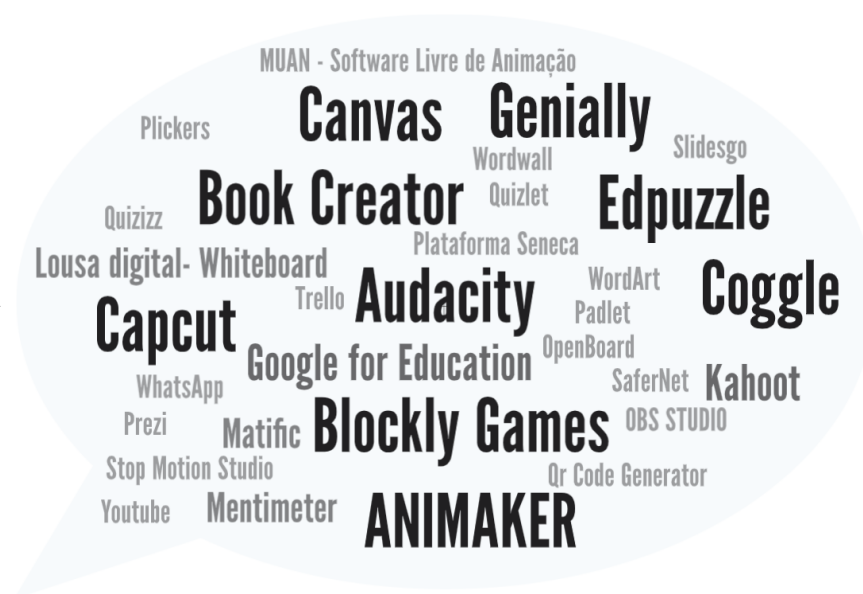 MUAN - Software Livre de Animação
Canvas
Genially
Plickers
Slidesgo
Wordwall
Book Creator
Quizlet
Edpuzzle
Quizizz
Plataforma Seneca
Lousa digital- Whiteboard
WordArt
Coggle
Trello
Audacity
Padlet
Capcut
Google for Education
OpenBoard
SaferNet
Kahoot
WhatsApp
Prezi
Matific
Blockly Games
OBS STUDIO
Stop Motion Studio
Qr Code Generator
Youtube
Mentimeter
ANIMAKER